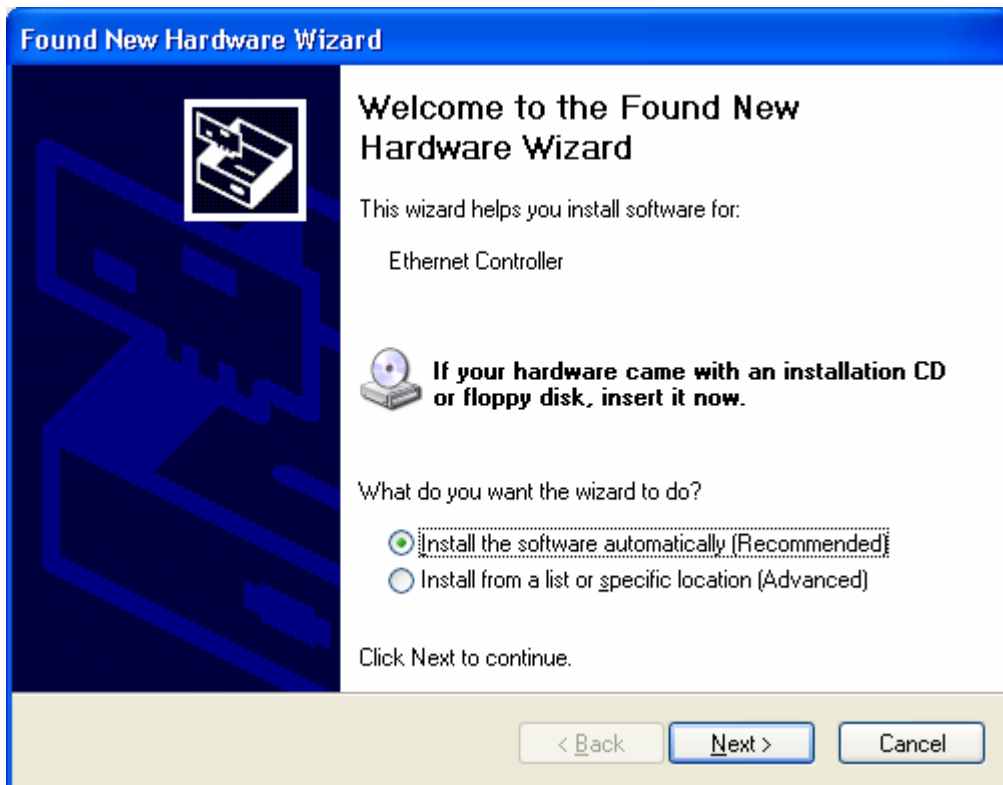 Found New Hardware Wizard
Welcome to the Found New
Hardware Wizard
This wizard helps you install software for:
Ethernet Controller
If your hardware came with an installation CD
or floppy disk, insert it now.
What do you want the wizard to do?
Install the software automatically (Recommended)
Install from a list or specific location (Advanced)
Click Next to continue.
< Back Next > Cancel